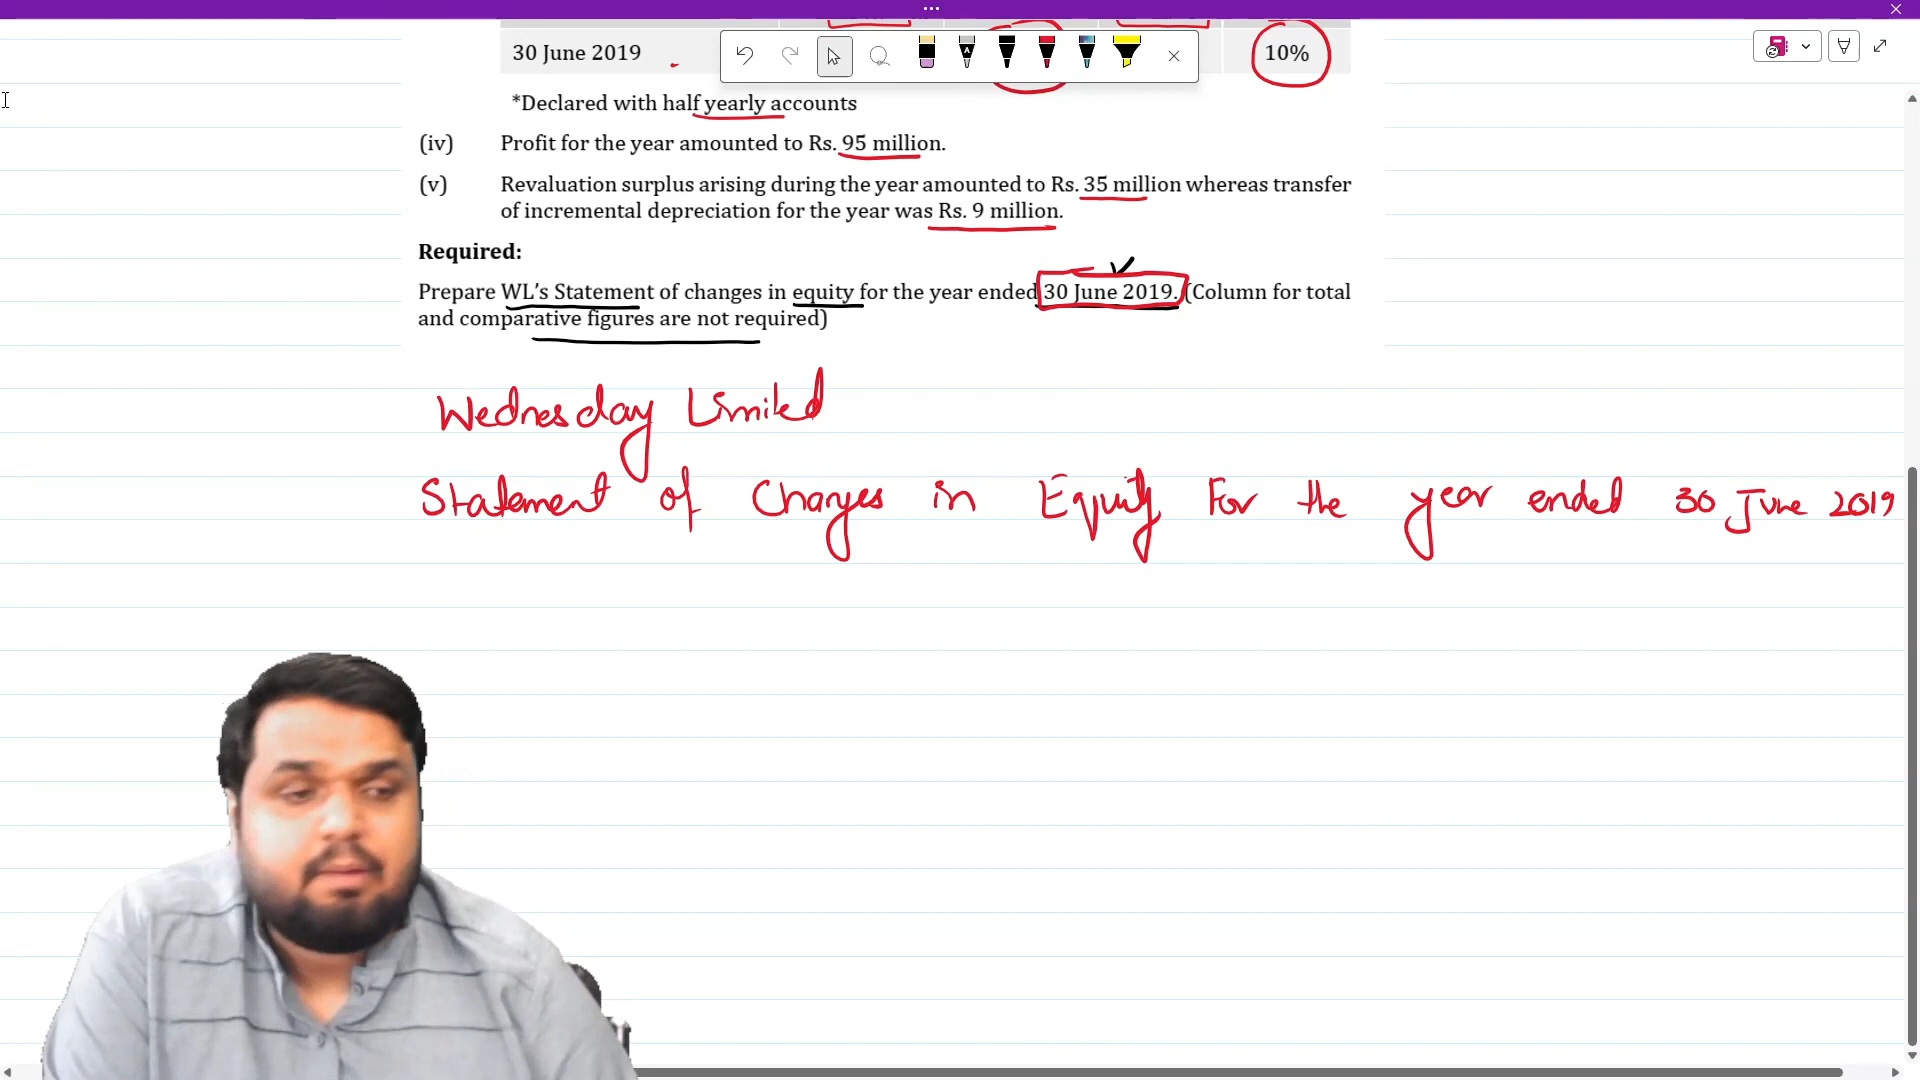 30 June 2019 10%
*Declared with half yearly accounts
(iv) Profit for the year amounted to Rs. 95 million.
(v) Revaluation surplus arising during the year amounted to Rs. 35 million whereas transfer
of incremental depreciation for the year was Rs. 9 million.
Required:
Prepare WL's Statement of changes in equity for the year ended 30 June 2019. (Column for total
and comparative figures are not required)
Wednesday Limited
Statement of Changes in Equity For the year ended 30 June 2019